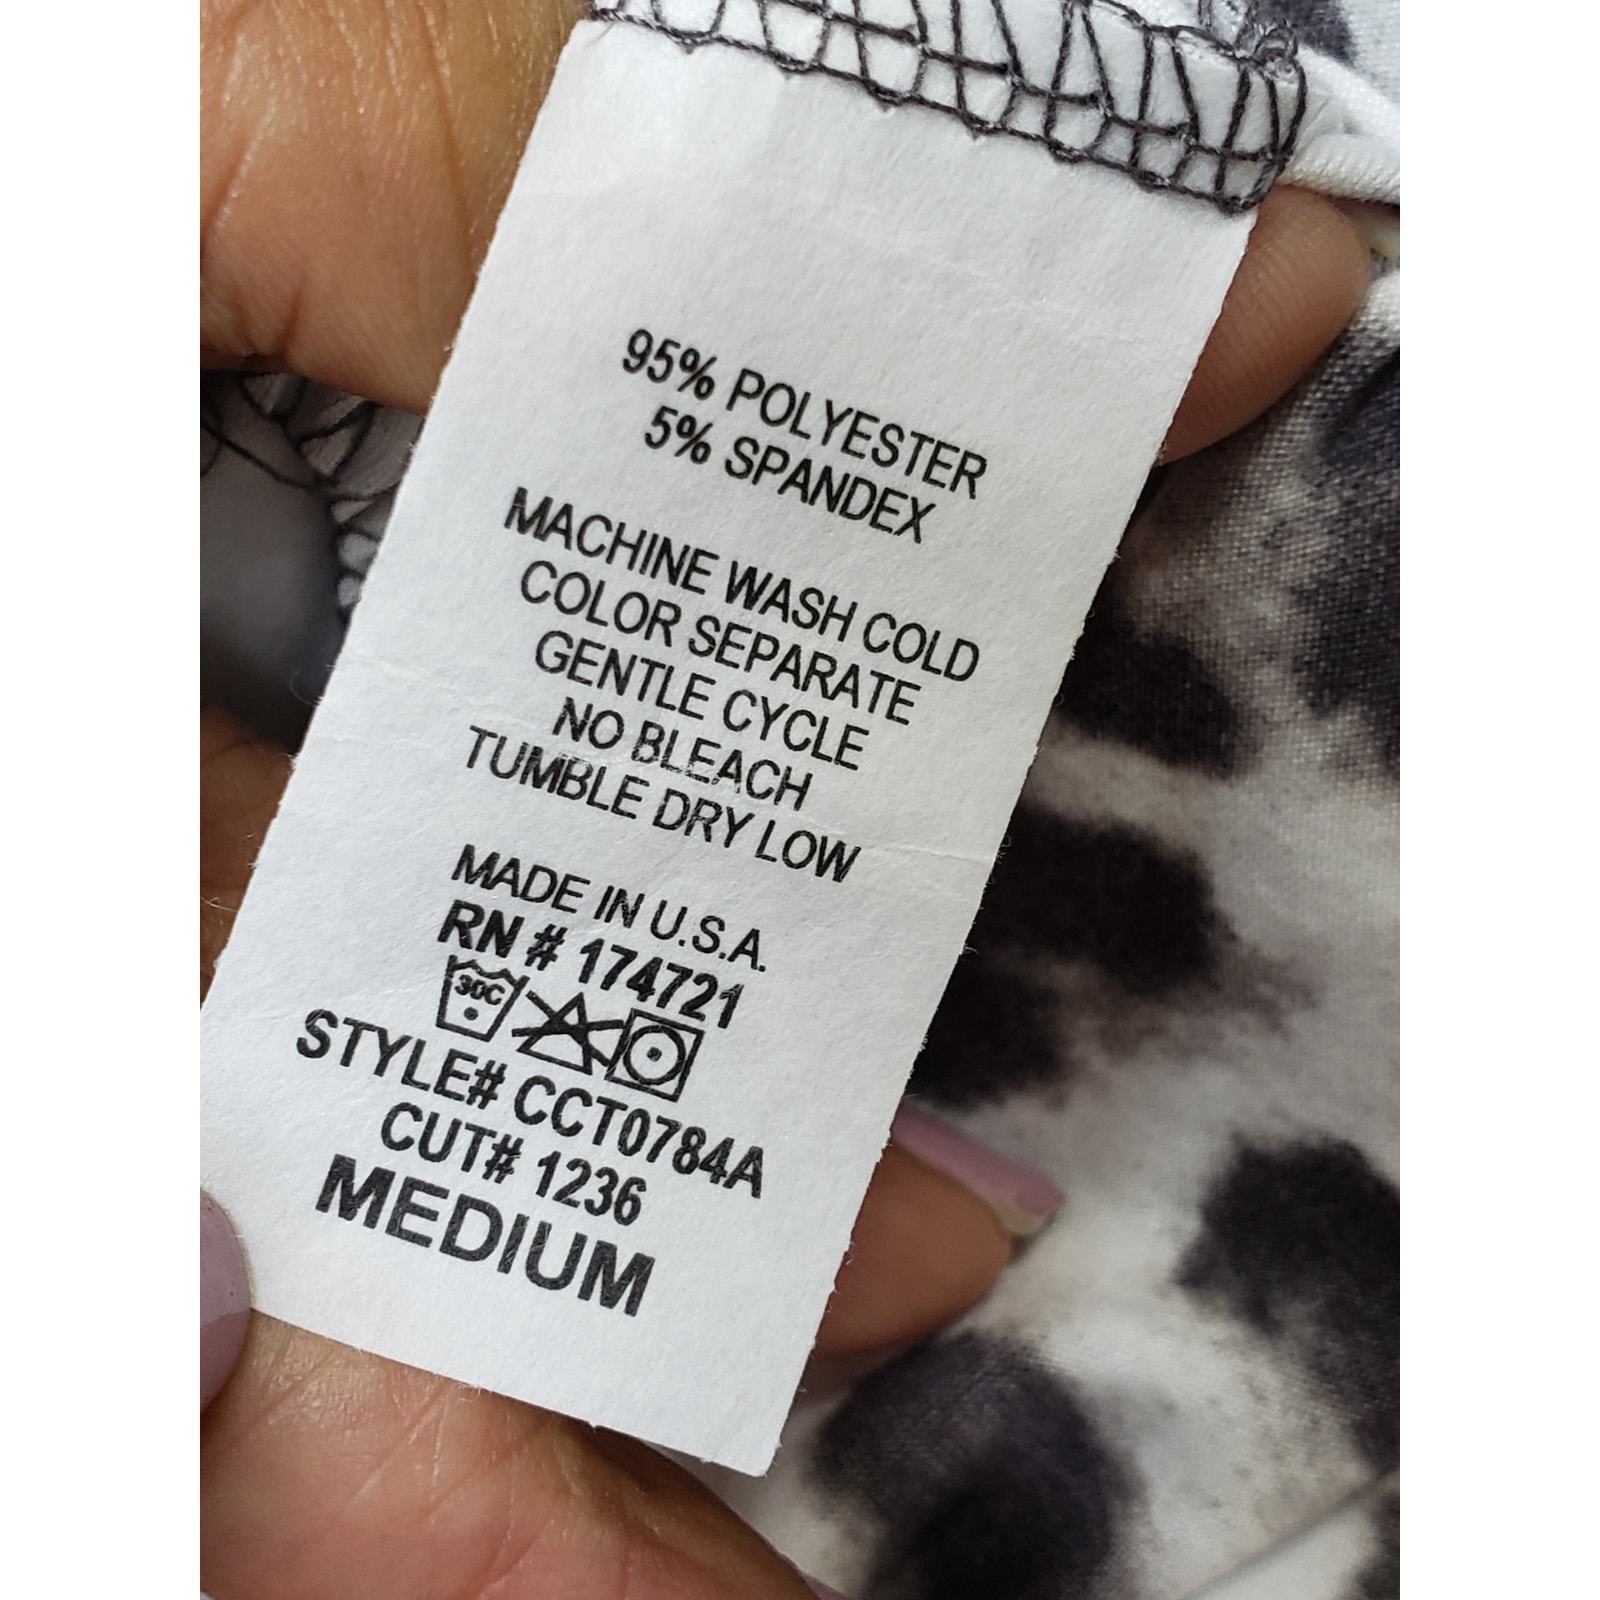 95% POLYESTER
5% SPANDEX
MACHINE WASH COLD
COLOR SEPARATE
GENTLE CYCLE
NO BLEACH
TUMBLE DRY LOW
MADE IN U.S.A.
RN # 174721
30C
STYLE# CCT0784A
CUT# 1236
MEDIUM